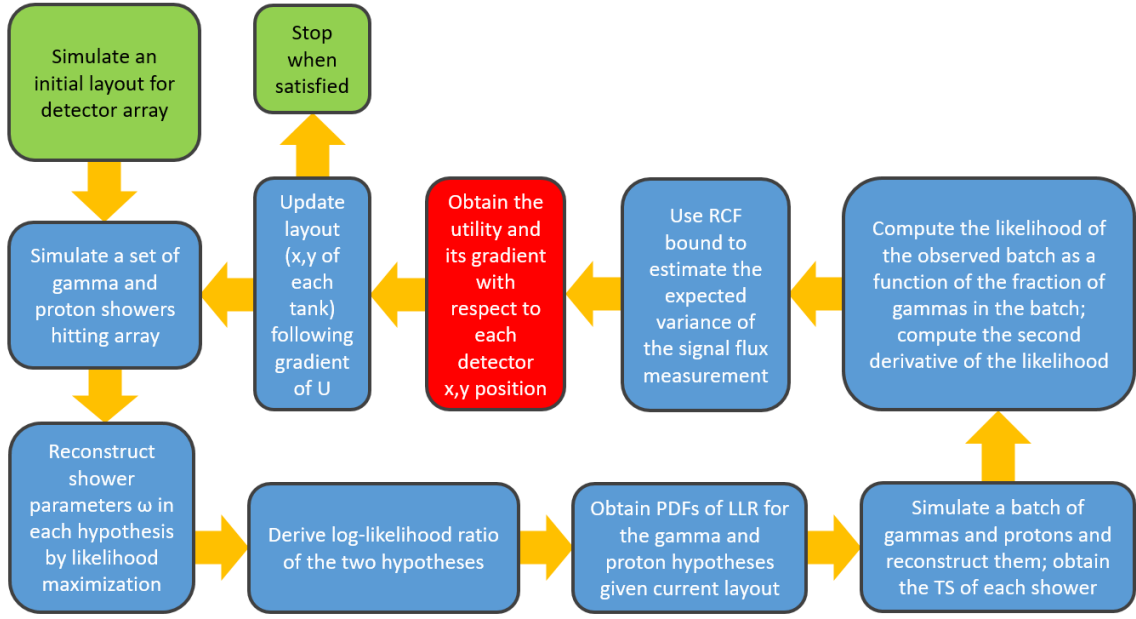 Simulate an
initial layout for
detector array
Stop
when
satisfied
Simulate a set of
gamma and
proton showers
hitting array
Update
layout
(x,y of
each
tank)
following
gradient
of U
Obtain the
utility and
its gradient
with
respect to
each
detector
x,y position
Use RCF
bound to
estimate the
expected
variance of
the signal flux
measurement
Compute the likelihood of
the observed batch as a
function of the fraction of
gammas in the batch;
compute the second
derivative of the likelihood
Reconstruct
shower
parameters ω in
each hypothesis
by likelihood
maximization
Derive log-likelihood ratio
of the two hypotheses
Obtain PDFs of LLR for
the gamma and
proton hypotheses
given current layout
Simulate a batch of
gammas and protons and
reconstruct them; obtain
the TS of each shower